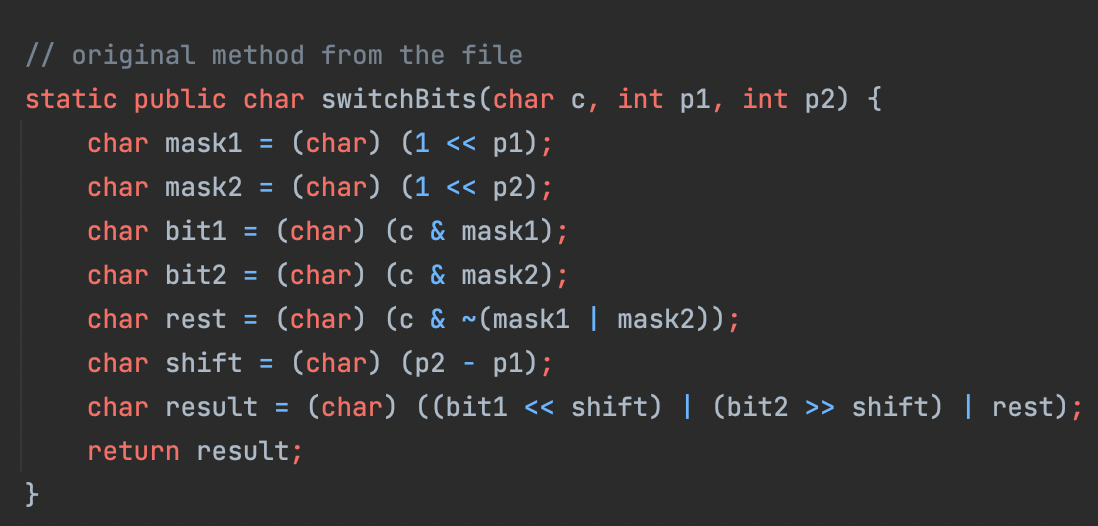 // original method from the file
static public char switchBits(char c, int p1, int p2) {
    char mask1 = (char) (1 << p1);
    char mask2 = (char) (1 << p2);
    char bit1 = (char) (c & mask1);
    char bit2 = (char) (c & mask2);
    char rest = (char) (c & ~(mask1 | mask2));
    char shift = (char) (p2 - p1);
    char result = (char) ((bit1 << shift) | (bit2 >> shift) | rest);
    return result;
}